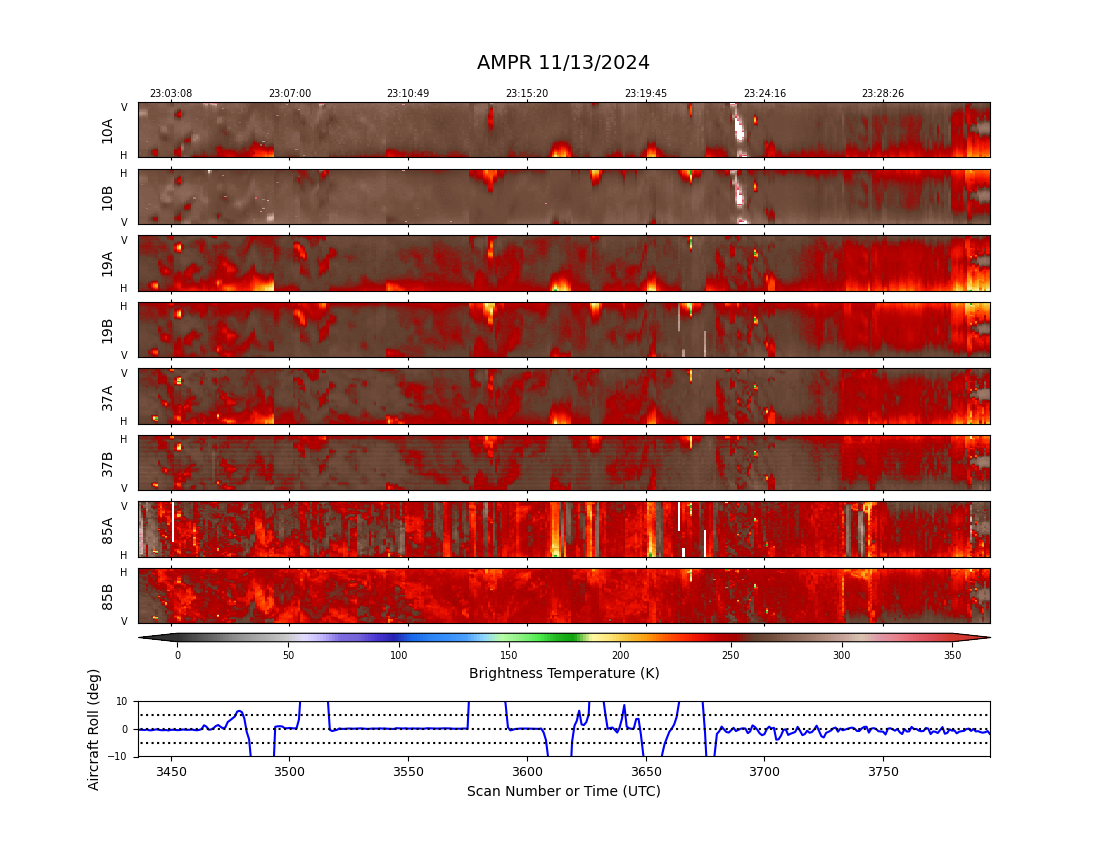 AMPR 11/13/2024
23:03:08 23:07:00 23:10:49 23:15:20 23:19:45 23:24:16 23:28:26
V
10A
H
H
10B
V
V
19A
H
H
19B
V
V
37A
H
H
37B
V
V
85A
H
H
85B
V
0 50 100 150 200 250 300 350
Brightness Temperature (K)
Aircraft Roll (deg)
10
0
−10
3450 3500 3550 3600 3650 3700 3750
Scan Number or Time (UTC)